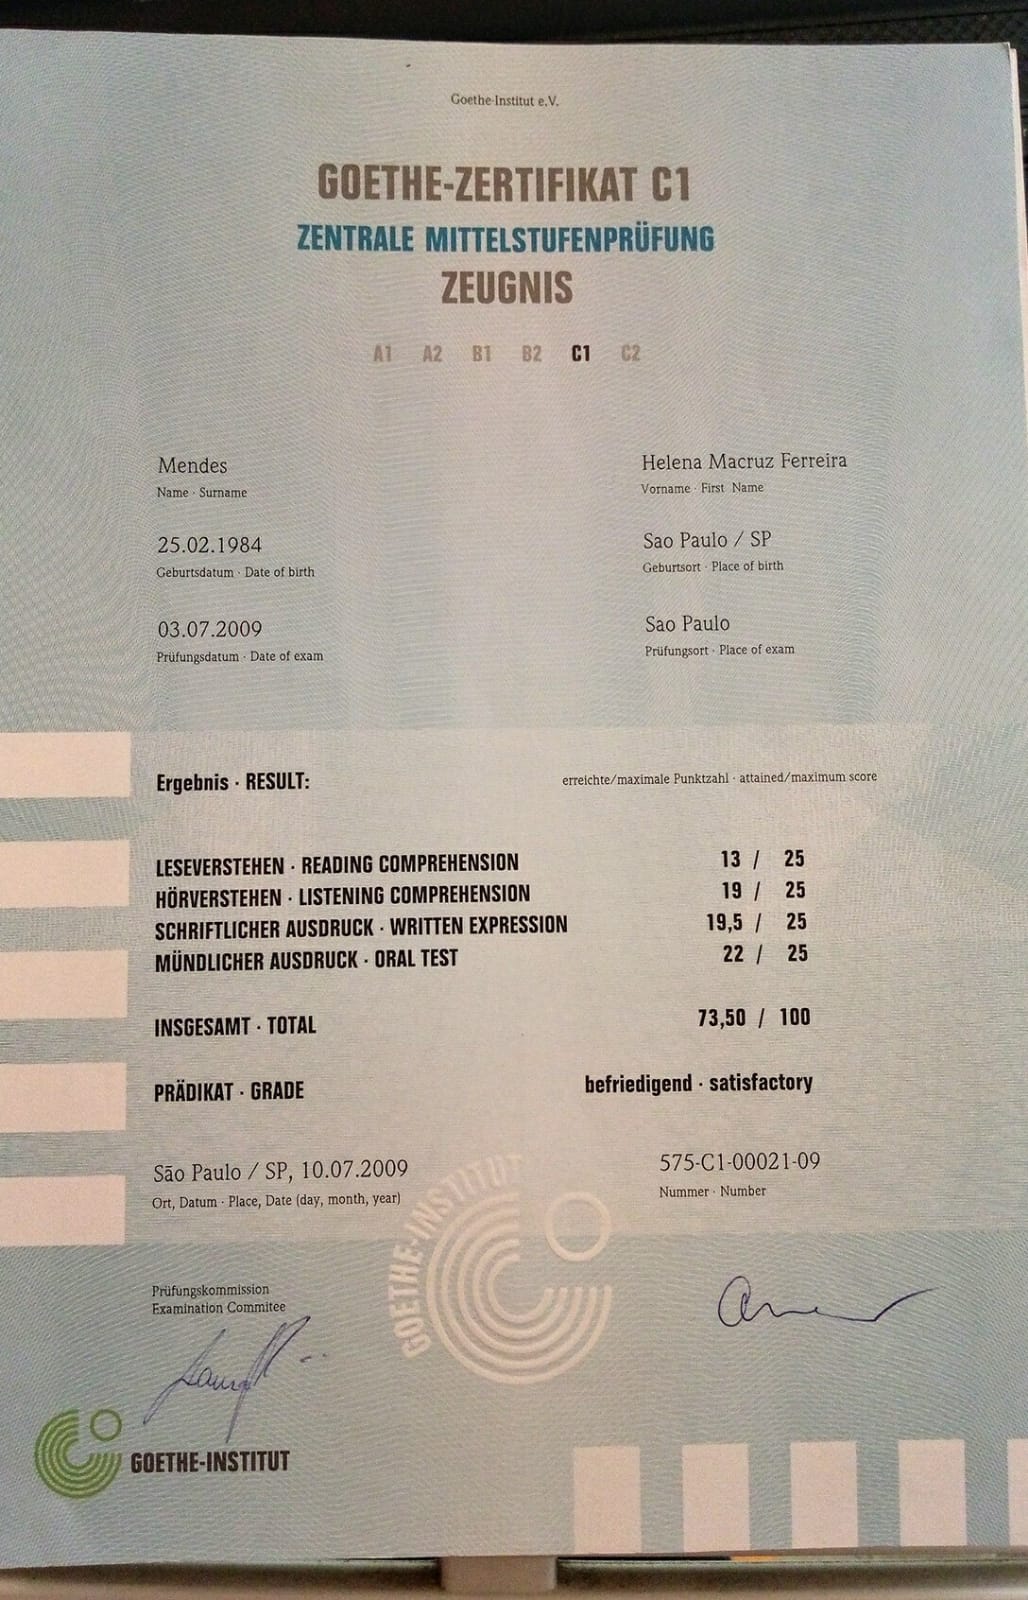 Goethe-Institut e.V.
GOETHE-ZERTIFIKAT C1
ZENTRALE MITTELSTUFENPRÜFUNG
ZEUGNIS
A1 A2 B1 B2 C1 C2
Mendes Helena Macruz Ferreira
Name · Surname Vorname · First Name
25.02.1984 Sao Paulo / SP
Geburtsdatum · Date of birth Geburtsort · Place of birth
03.07.2009 Sao Paulo
Prüfungsdatum · Date of exam Prüfungsort · Place of exam
Ergebnis · RESULT: erreichte/maximale Punktzahl · attained/maximum score
LESEVERSTEHEN · READING COMPREHENSION 13 / 25
HÖRVERSTEHEN · LISTENING COMPREHENSION 19 / 25
SCHRIFTLICHER AUSDRUCK · WRITTEN EXPRESSION 19,5 / 25
MÜNDLICHER AUSDRUCK · ORAL TEST 22 / 25
INSGESAMT · TOTAL 73,50 / 100
PRÄDIKAT · GRADE befriedigend · satisfactory
São Paulo / SP, 10.07.2009 575-C1-00021-09
Ort, Datum · Place, Date (day, month, year) Nummer · Number
GOETHE-INSTITUT
Prüfungskommission
Examination Commitee
GOETHE-INSTITUT